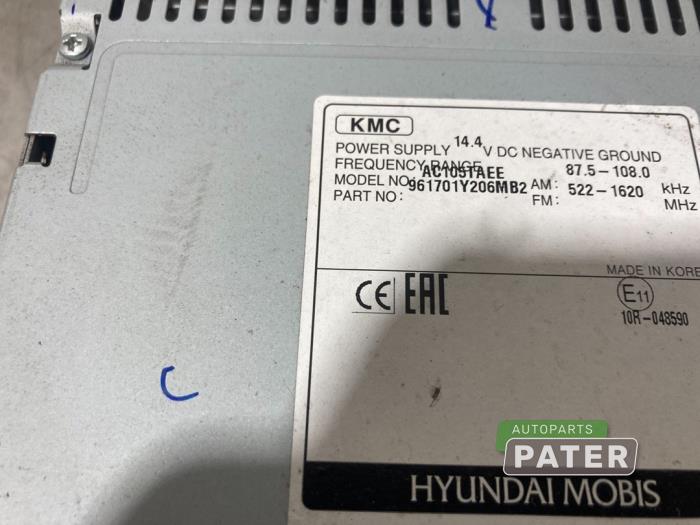 KMC
POWER SUPPLY 14.4 V DC NEGATIVE GROUND
FREQUENCY RANGE 87.5-108.0
MODEL NO: AC105TAEE AM: 522-1620 kHz
PART NO: 961701Y206MB2 FM: MHz
MADE IN KORE
CE EAC E11
10R-048590
C
AUTOPARTS
PATER
HYUNDAI MOBIS